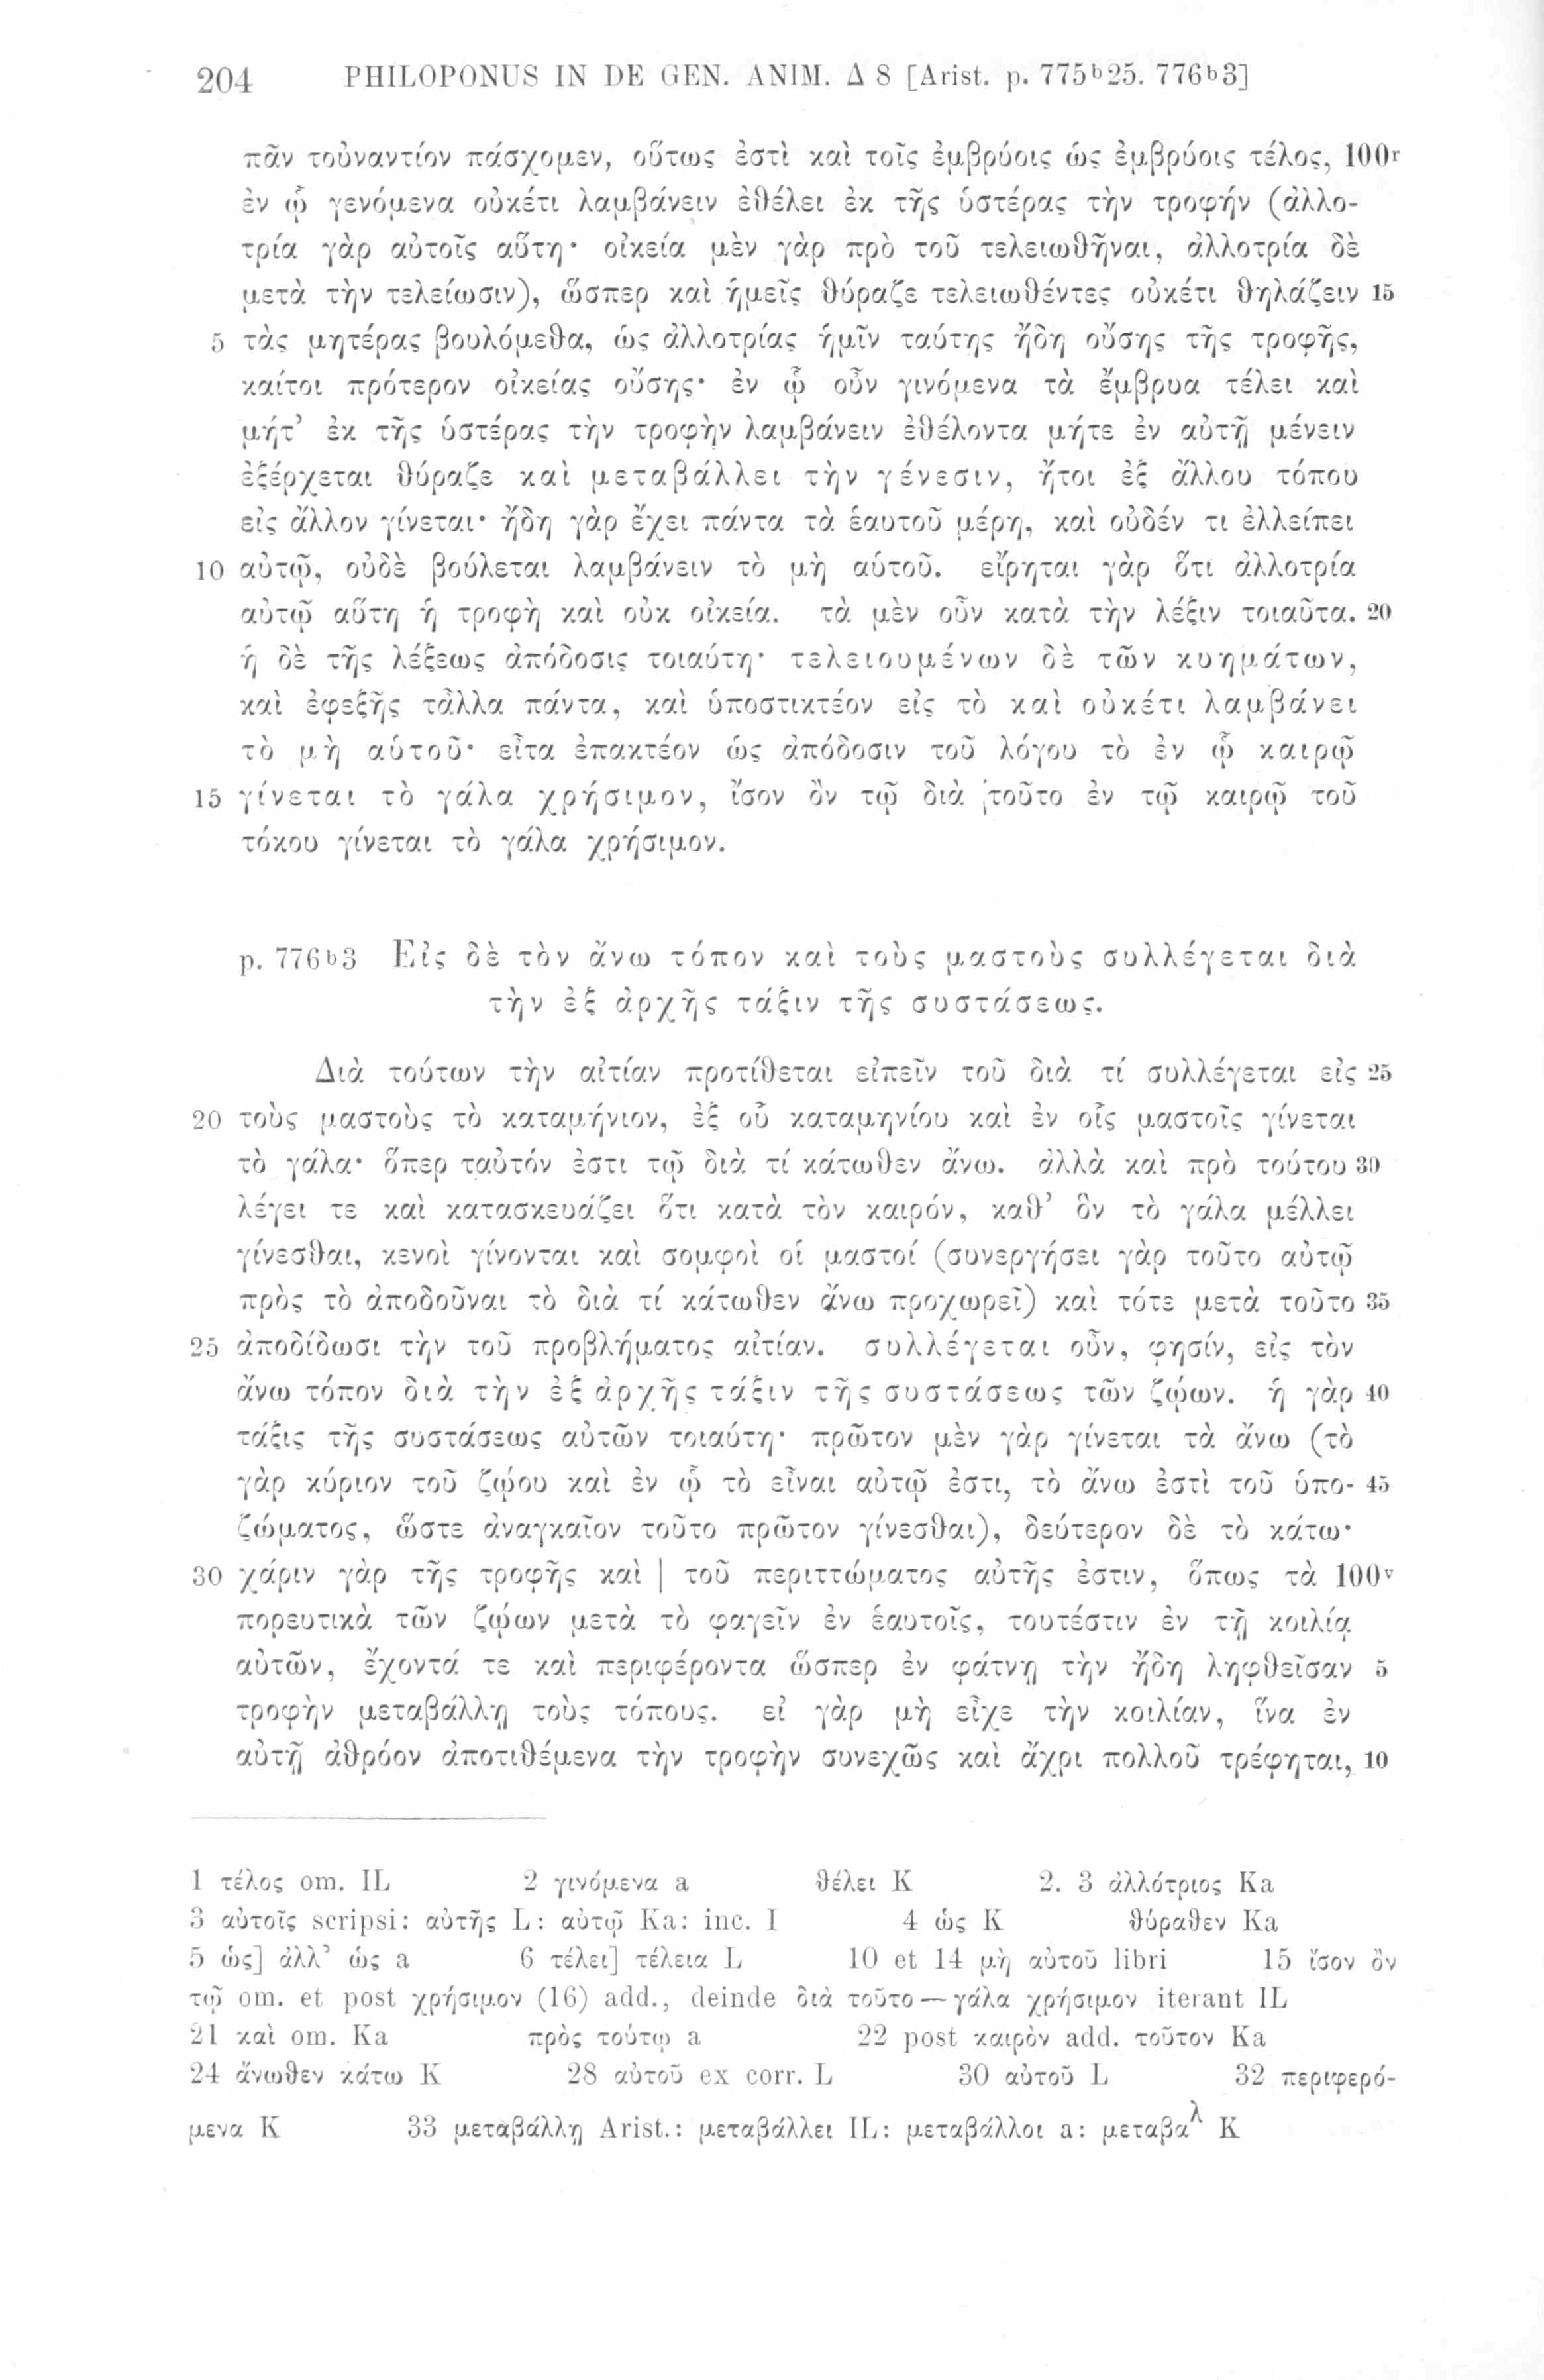 204 PHILOPONUS IN DE GEN. ANIM. Δ 8 [Arist. p. 775b25. 776b3]
πᾶν τοὐναντίον πάσχομεν, οὕτως ἐστὶ καὶ τοῖς ἐμβρύοις ὡς ἐμβρύοις τέλος, 100r
ἐν ᾧ γενόμενα οὐκέτι λαμβάνειν ἐθέλει ἐκ τῆς ὑστέρας τὴν τροφήν (ἀλλο-
τρία γὰρ αὐτοῖς αὕτη· οἰκεία μὲν γὰρ πρὸ τοῦ τελειωθῆναι, ἀλλοτρία δὲ
μετὰ τὴν τελείωσιν), ὥσπερ καὶ ἡμεῖς θύραζε τελειωθέντες οὐκέτι θηλάζειν 15
5 τὰς μητέρας βουλόμεθα, ὡς ἀλλοτρίας ἡμῖν ταύτης ἤδη οὔσης τῆς τροφῆς,
καίτοι πρότερον οἰκείας οὔσης· ἐν ᾧ οὖν γινόμενα τὰ ἔμβρυα τέλει καὶ
μήτ’ ἐκ τῆς ὑστέρας τὴν τροφὴν λαμβάνειν ἐθέλοντα μήτε ἐν αὐτῇ μένειν
ἐξέρχεται θύραζε καὶ μεταβάλλει τὴν γένεσιν, ἤτοι ἐξ ἄλλου τόπου
εἰς ἄλλον γίνεται· ἤδη γὰρ ἔχει πάντα τὰ ἑαυτοῦ μέρη, καὶ οὐδέν τι ἐλλείπει
10 αὐτῷ, οὐδὲ βούλεται λαμβάνειν τὸ μὴ αὑτοῦ. εἴρηται γὰρ ὅτι ἀλλοτρία
αὐτῷ αὕτη ἡ τροφὴ καὶ οὐκ οἰκεία. τὰ μὲν οὖν κατὰ τὴν λέξιν τοιαῦτα. 20
ἡ δὲ τῆς λέξεως ἀπόδοσις τοιαύτη· τελειουμένων δὲ τῶν κυημάτων,
καὶ ἐφεξῆς τἆλλα πάντα, καὶ ὑποστικτέον εἰς τὸ καὶ οὐκέτι λαμβάνει
τὸ μὴ αὑτοῦ· εἶτα ἐπακτέον ὡς ἀπόδοσιν τοῦ λόγου τὸ ἐν ᾧ καιρῷ
15 γίνεται τὸ γάλα χρήσιμον, ἴσον ὂν τῷ διὰ τοῦτο ἐν τῷ καιρῷ τοῦ
τόκου γίνεται τὸ γάλα χρήσιμον.
p. 776b3 Εἰς δὲ τὸν ἄνω τόπον καὶ τοὺς μαστοὺς συλλέγεται διὰ
τὴν ἐξ ἀρχῆς τάξιν τῆς συστάσεως.
Διὰ τούτων τὴν αἰτίαν προτίθεται εἰπεῖν τοῦ διὰ τί συλλέγεται εἰς 25
20 τοὺς μαστοὺς τὸ καταμήνιον, ἐξ οὗ καταμηνίου καὶ ἐν οἷς μαστοῖς γίνεται
τὸ γάλα· ὅπερ ταὐτόν ἐστι τῷ διὰ τί κάτωθεν ἄνω. ἀλλὰ καὶ πρὸ τούτου 30
λέγει τε καὶ κατασκευάζει ὅτι κατὰ τὸν καιρόν, καθ’ ὃν τὸ γάλα μέλλει
γίνεσθαι, κενοὶ γίνονται καὶ σομφοὶ οἱ μαστοί (συνεργήσει γὰρ τοῦτο αὐτῷ
πρὸς τὸ ἀποδοῦναι τὸ διὰ τί κάτωθεν ἄνω προχωρεῖ) καὶ τότε μετὰ τοῦτο 35
25 ἀποδίδωσι τὴν τοῦ προβλήματος αἰτίαν. συλλέγεται οὖν, φησίν, εἰς τὸν
ἄνω τόπον διὰ τὴν ἐξ ἀρχῆς τάξιν τῆς συστάσεως τῶν ζῴων. ἡ γὰρ 40
τάξις τῆς συστάσεως αὐτῶν τοιαύτη· πρῶτον μὲν γὰρ γίνεται τὰ ἄνω (τὸ
γὰρ κύριον τοῦ ζῴου καὶ ἐν ᾧ τὸ εἶναι αὐτῷ ἐστι, τὸ ἄνω ἐστὶ τοῦ ὑπο- 45
ζώματος, ὥστε ἀναγκαῖον τοῦτο πρῶτον γίνεσθαι), δεύτερον δὲ τὸ κάτω·
30 χάριν γὰρ τῆς τροφῆς καὶ | τοῦ περιττώματος αὐτῆς ἐστιν, ὅπως τὰ 100v
πορευτικὰ τῶν ζῴων μετὰ τὸ φαγεῖν ἐν ἑαυτοῖς, τουτέστιν ἐν τῇ κοιλίᾳ
αὐτῶν, ἔχοντά τε καὶ περιφέροντα ὥσπερ ἐν φάτνῃ τὴν ἤδη ληφθεῖσαν 5
τροφὴν μεταβάλλῃ τοὺς τόπους. εἰ γὰρ μὴ εἶχε τὴν κοιλίαν, ἵνα ἐν
αὐτῇ ἀθρόον ἀποτιθέμενα τὴν τροφὴν συνεχῶς καὶ ἄχρι πολλοῦ τρέφηται, 10
1 τέλος om. IL 2 γινόμενα a θέλει K 2. 3 ἀλλότριος Ka
3 αὐτοῖς scripsi: αὐτῆς L: αὐτῷ Ka: inc. I 4 ὡς K θύραθεν Ka
5 ὡς] ἀλλ’ ὡς a 6 τέλει] τέλεια L 10 et 14 μὴ αὐτοῦ libri 15 ἴσον ὂν
τῷ om. et post χρήσιμον (16) add., deinde διὰ τοῦτο — γάλα χρήσιμον iterant IL
21 καὶ om. Ka πρὸς τούτῳ a 22 post καιρὸν add. τοῦτον Ka
24 ἄνωθεν κάτω K 28 αὐτοῦ ex corr. L 30 αὐτοῦ L 32 περιφερό-
μενα K 33 μεταβάλλῃ Arist.: μεταβάλλει IL: μεταβάλλοι a: μεταβαλ K